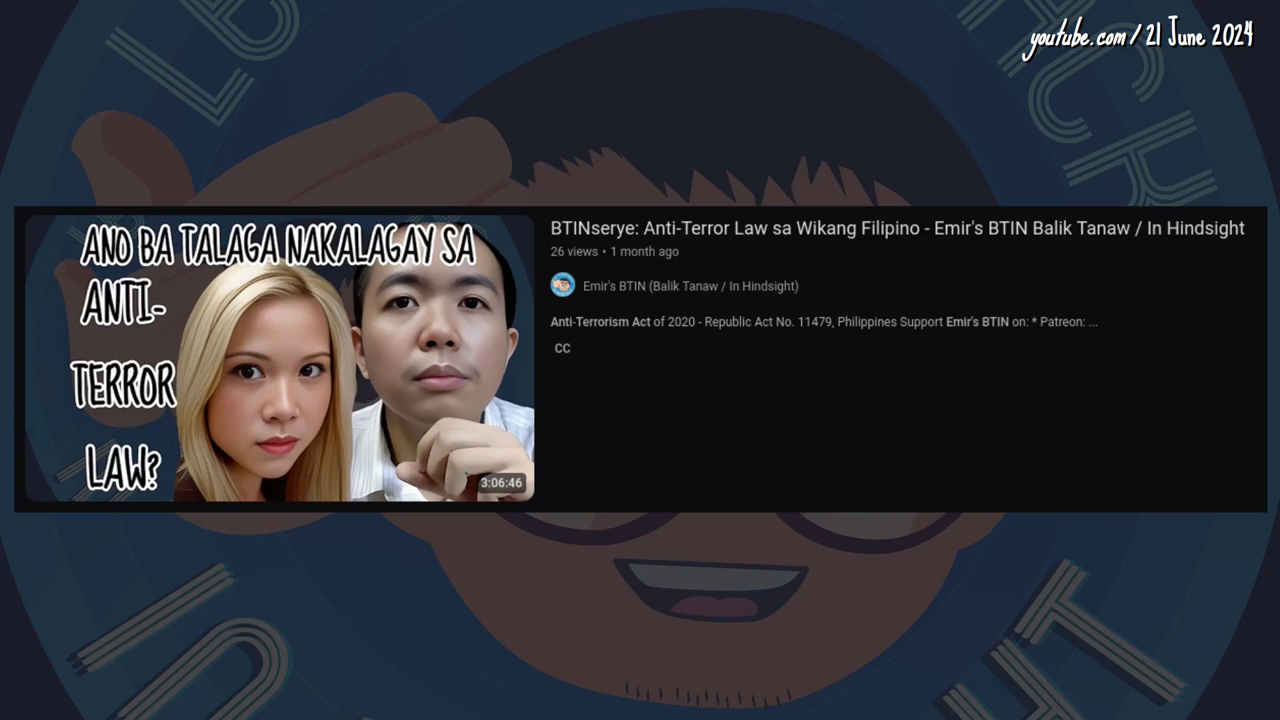 youtube.com / 21 June 2024
ANO BA TALAGA NAKALAGAY SA
ANTI-
TERROR
LAW?
3:06:46
BTINserye: Anti-Terror Law sa Wikang Filipino - Emir's BTIN Balik Tanaw / In Hindsight
26 views • 1 month ago
Emir's BTIN (Balik Tanaw / In Hindsight)
Anti-Terrorism Act of 2020 - Republic Act No. 11479, Philippines Support Emir's BTIN on: * Patreon: ...
CC